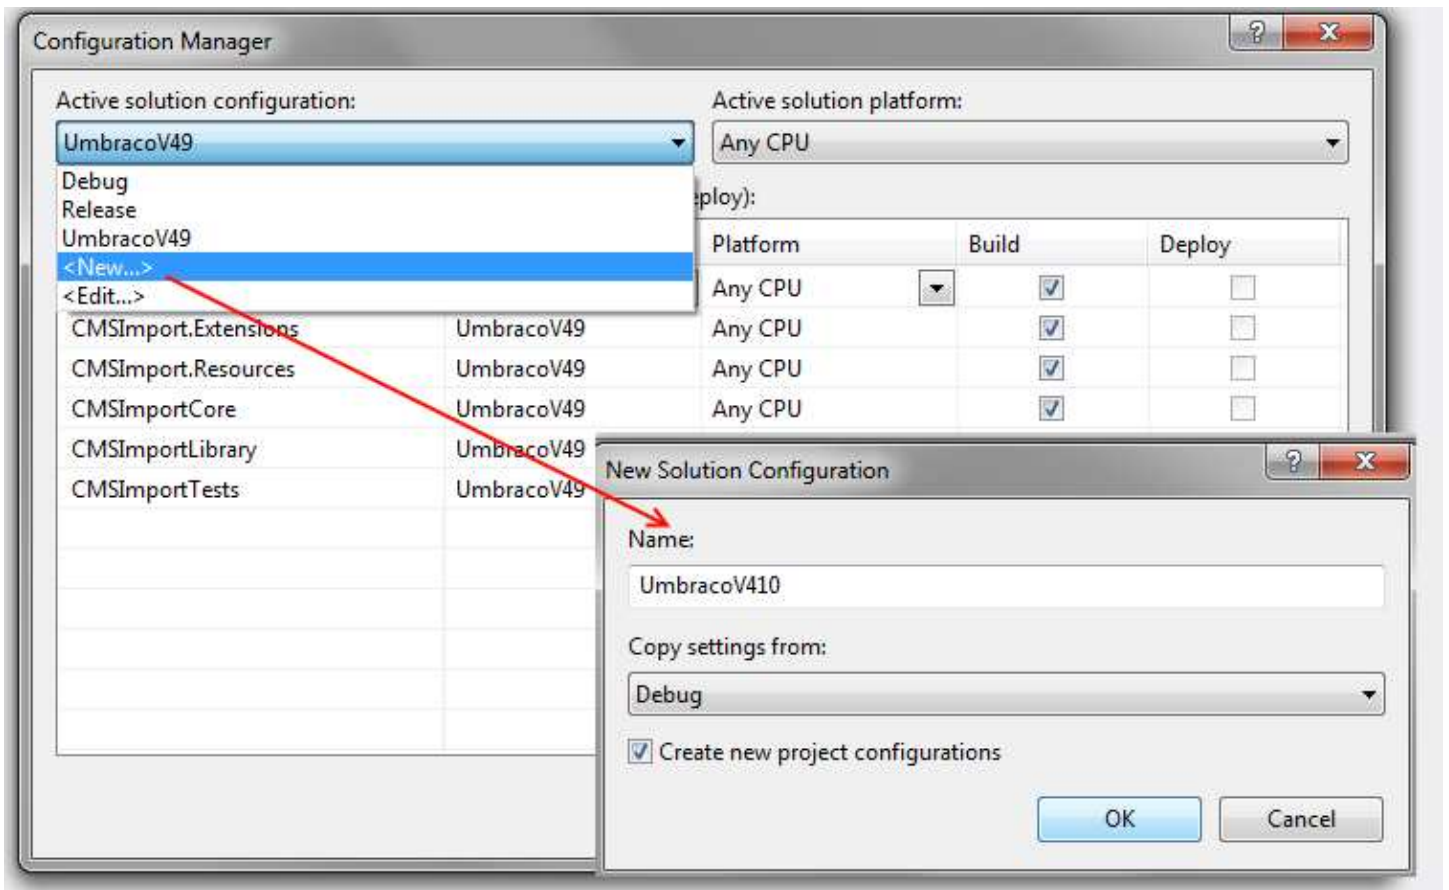 Configuration Manager
Active solution configuration: Active solution platform:
UmbracoV49 Any CPU
Debug
Release
UmbracoV49
<New...>
<Edit...>
Platform Build Deploy
Any CPU
CMSImport.Extensions UmbracoV49 Any CPU
CMSImport.Resources UmbracoV49 Any CPU
CMSImportCore UmbracoV49 Any CPU
CMSImportLibrary UmbracoV49
CMSImportTests UmbracoV49
New Solution Configuration
Name:
UmbracoV410
Copy settings from:
Debug
Create new project configurations
OK Cancel